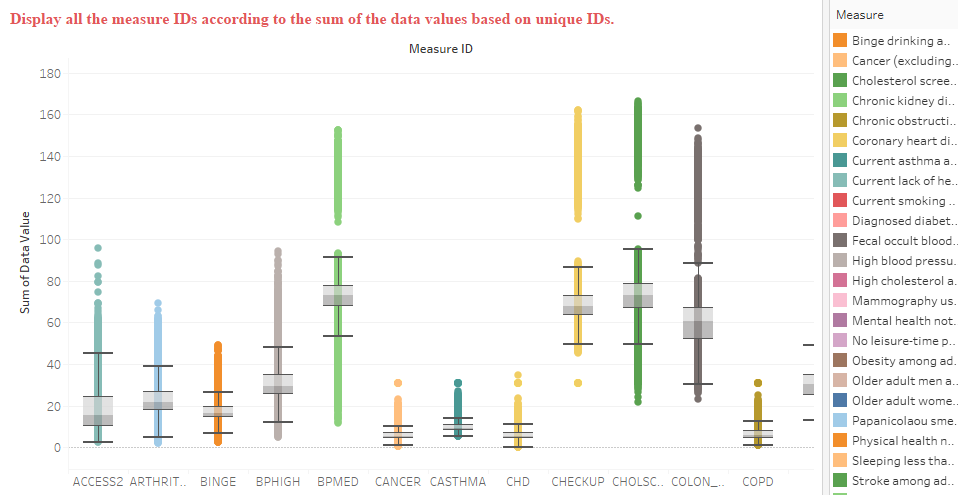 Display all the measure IDs according to the sum of the data values based on unique IDs.
Measure ID
Sum of Data Value
180
160
140
120
100
80
60
40
20
0
ACCESS2 ARTHRIT.. BINGE BPHIGH BPMED CANCER CASTHMA CHD CHECKUP CHOLSC.. COLON_.. COPD
Measure
Binge drinking a..
Cancer (excluding..
Cholesterol scree..
Chronic kidney di..
Chronic obstructi..
Coronary heart di..
Current asthma a..
Current lack of he..
Current smoking ..
Diagnosed diabet..
Fecal occult blood..
High blood pressu..
High cholesterol a..
Mammography us..
Mental health not..
No leisure-time p..
Obesity among ad..
Older adult men a..
Older adult wome..
Papanicolaou sme..
Physical health n..
Sleeping less tha..
Stroke among ad..